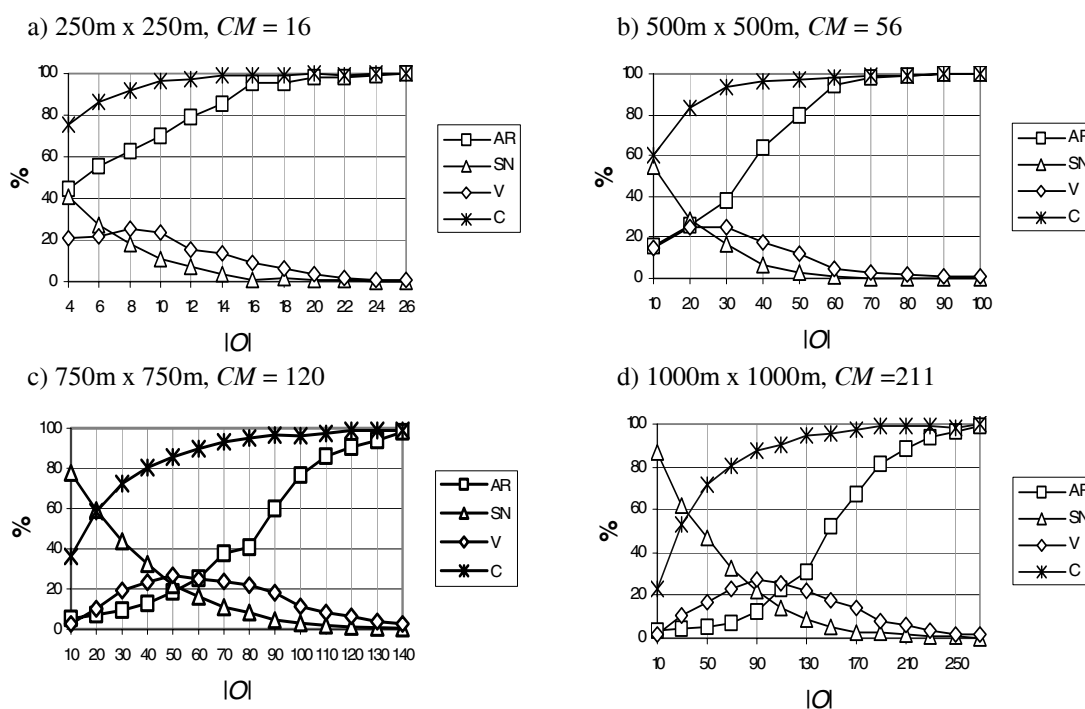 a) 250m x 250m, CM = 16
100
80
60
40
20
0
%
4 6 8 10 12 14 16 18 20 22 24 26
|O|
AR
SN
V
C
b) 500m x 500m, CM = 56
100
80
60
40
20
0
%
10 20 30 40 50 60 70 80 90 100
|O|
AR
SN
V
C
c) 750m x 750m, CM = 120
100
80
60
40
20
0
%
10 20 30 40 50 60 70 80 90 100 110 120 130 140
|O|
AR
SN
V
C
d) 1000m x 1000m, CM =211
100
80
60
40
20
0
%
10 50 90 130 170 210 250
|O|
AR
SN
V
C